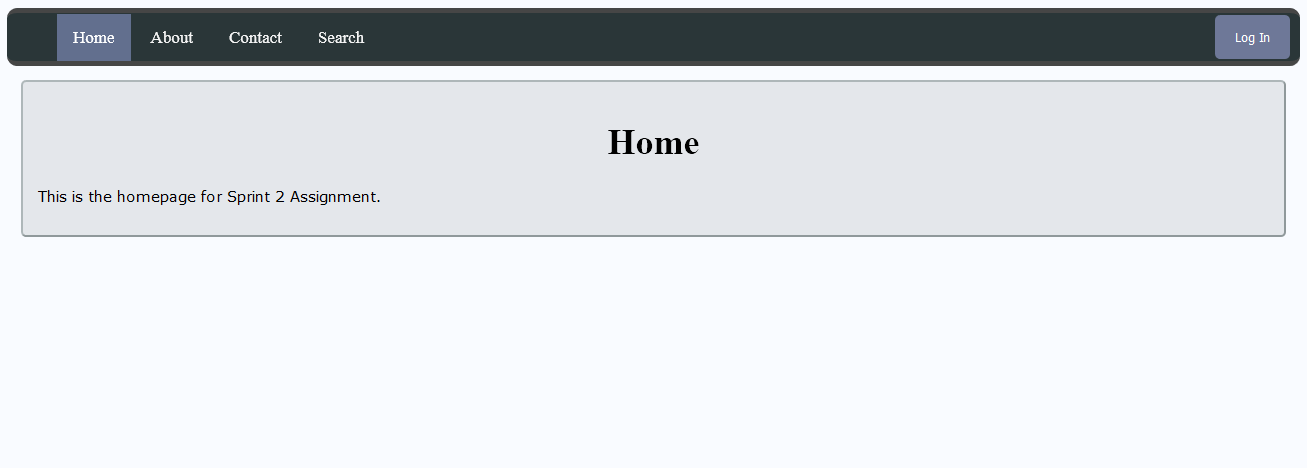 Home About Contact Search Log In
Home
This is the homepage for Sprint 2 Assignment.